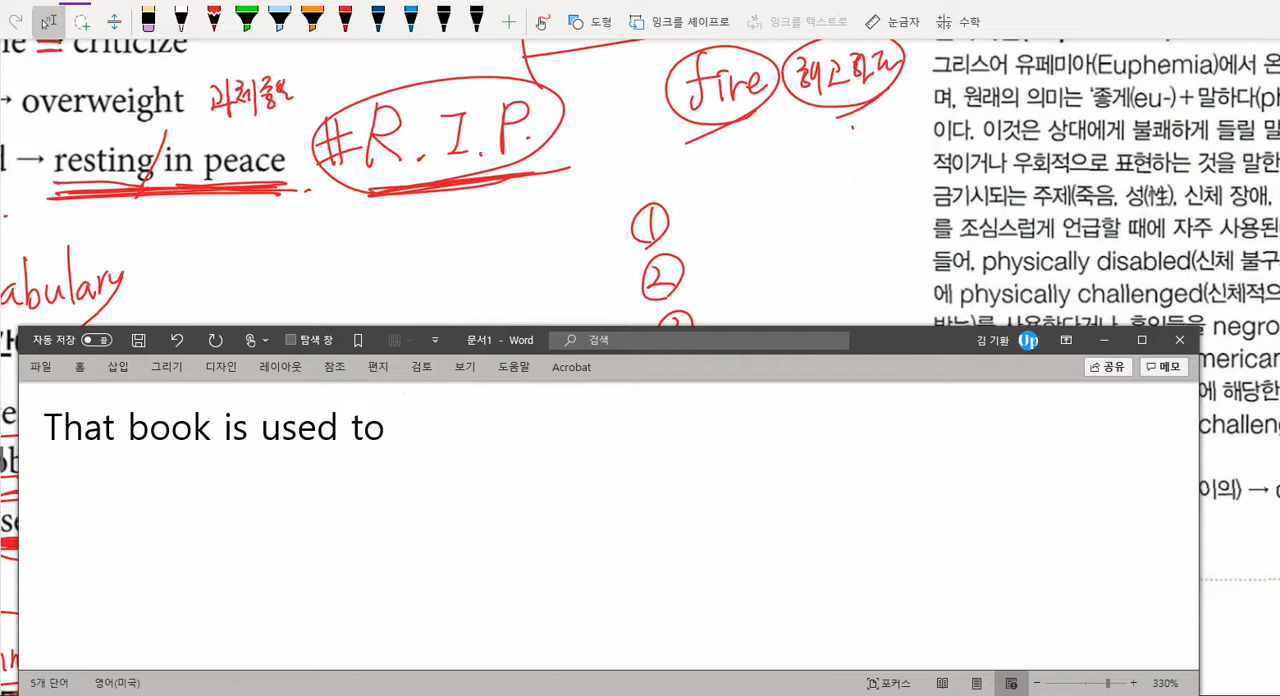 도형
잉크를 셰이프로
잉크를 텍스트로
눈금자
수학
criticize
→ overweight 과체중
→ resting in peace
#R.I.P.
fire 해고하다
①
②
③
abulary
그리스어 유페미아(Euphemia)에서 온
며, 원래의 의미는 '좋게(eu-)+말하다(ph
이다. 이것은 상대에게 불쾌하게 들릴 말
적이거나 우회적으로 표현하는 것을 말한
금기시되는 주제(죽음, 성(性), 신체 장애,
를 조심스럽게 언급할 때에 자주 사용된
들어, physically disabled(신체 불구
에 physically challenged(신체적으
negro
merican
에 해당한
challenge
이의) →
자동 저장
탐색 창
문서1 - Word
검색
김 기환
Up
파일 홈 삽입 그리기 디자인 레이아웃 참조 편지 검토 보기 도움말 Acrobat
공유
메모
That book is used to
5개 단어
영어(미국)
포커스
330%